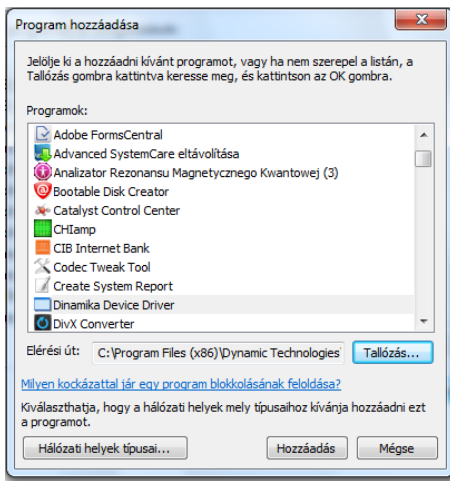 Program hozzáadása
Jelölje ki a hozzáadni kívánt programot, vagy ha nem szerepel a listán, a
Tallózás gombra kattintva keresse meg, és kattintson az OK gombra.
Programok:
Adobe FormsCentral
Advanced SystemCare eltávolítása
Analizator Rezonansu Magnetycznego Kwantowej (3)
Bootable Disk Creator
Catalyst Control Center
CHIamp
CIB Internet Bank
Codec Tweak Tool
Create System Report
Dinamika Device Driver
DivX Converter
Elérési út: C:\Program Files (x86)\Dynamic Technologies Tallózás...
Milyen kockázattal jár egy program blokkolásának feloldása?
Kiválaszthatja, hogy a hálózati helyek mely típusaihoz kívánja hozzáadni ezt
a programot.
Hálózati helyek típusai... Hozzáadás Mégse